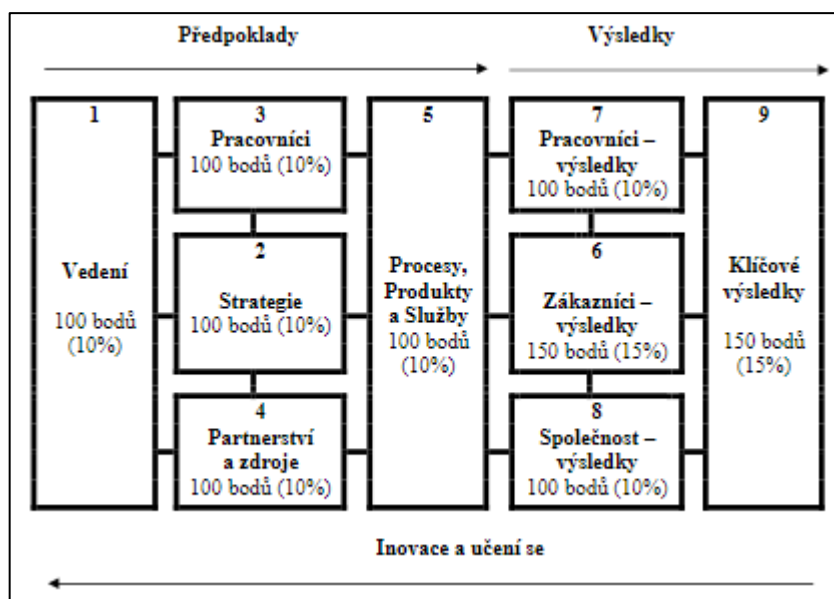 Předpoklady
Výsledky
1
Vedení
100 bodů
(10%)
3
Pracovníci
100 bodů (10%)
2
Strategie
100 bodů (10%)
4
Partnerství
a zdroje
100 bodů (10%)
5
Procesy,
Produkty
a Služby
100 bodů
(10%)
7
Pracovníci –
výsledky
100 bodů (10%)
6
Zákazníci –
výsledky
150 bodů (15%)
8
Společnost –
výsledky
100 bodů (10%)
9
Klíčové
výsledky
150 bodů
(15%)
Inovace a učení se